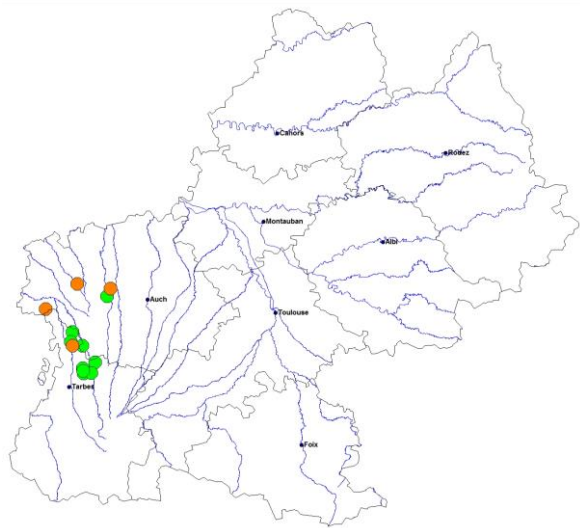 Cahors
Rodez
Montauban
Albi
Auch
Toulouse
Tarbes
Foix